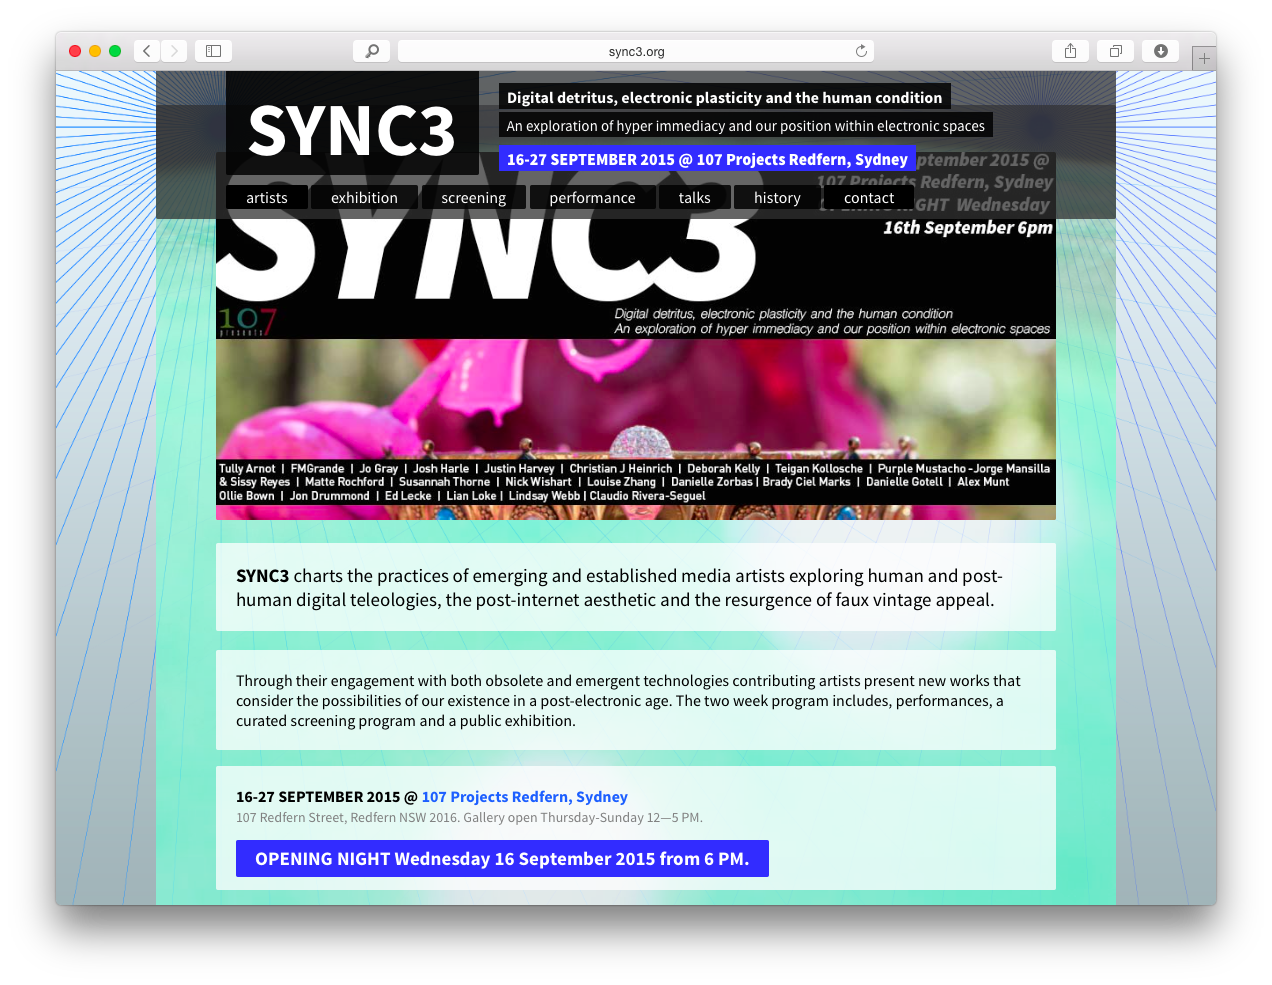 sync3.org
SYNC3
Digital detritus, electronic plasticity and the human condition
An exploration of hyper immediacy and our position within electronic spaces
16-27 SEPTEMBER 2015 @ 107 Projects Redfern, Sydney
artists exhibition screening performance talks history contact
ptember 2015 @
107 Projects Redfern, Sydney
NIGHT Wednesday
16th September 6pm
SYNC3
107
presents
Digital detritus, electronic plasticity and the human condition
An exploration of hyper immediacy and our position within electronic spaces
Tully Arnot | FMGrande | Jo Gray | Josh Harle | Justin Harvey | Christian J Heinrich | Deborah Kelly | Teigan Kollosche | Purple Mustacho -Jorge Mansilla
& Sissy Reyes | Matte Rochford | Susannah Thorne | Nick Wishart | Louise Zhang | Danielle Zorbas | Brady Ciel Marks | Danielle Gotell | Alex Munt
Ollie Bown | Jon Drummond | Ed Lecke | Lian Loke | Lindsay Webb | Claudio Rivera-Seguel
SYNC3 charts the practices of emerging and established media artists exploring human and post-
human digital teleologies, the post-internet aesthetic and the resurgence of faux vintage appeal.
Through their engagement with both obsolete and emergent technologies contributing artists present new works that
consider the possibilities of our existence in a post-electronic age. The two week program includes, performances, a
curated screening program and a public exhibition.
16-27 SEPTEMBER 2015 @ 107 Projects Redfern, Sydney
107 Redfern Street, Redfern NSW 2016. Gallery open Thursday-Sunday 12—5 PM.
OPENING NIGHT Wednesday 16 September 2015 from 6 PM.